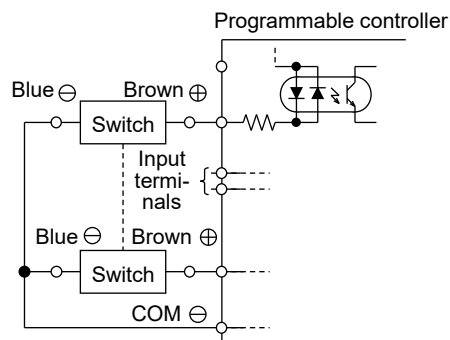 Programmable controller
Blue ⊖ Brown ⊕
Switch
Input
termi-
nals
Blue ⊖ Brown ⊕
Switch
COM ⊖